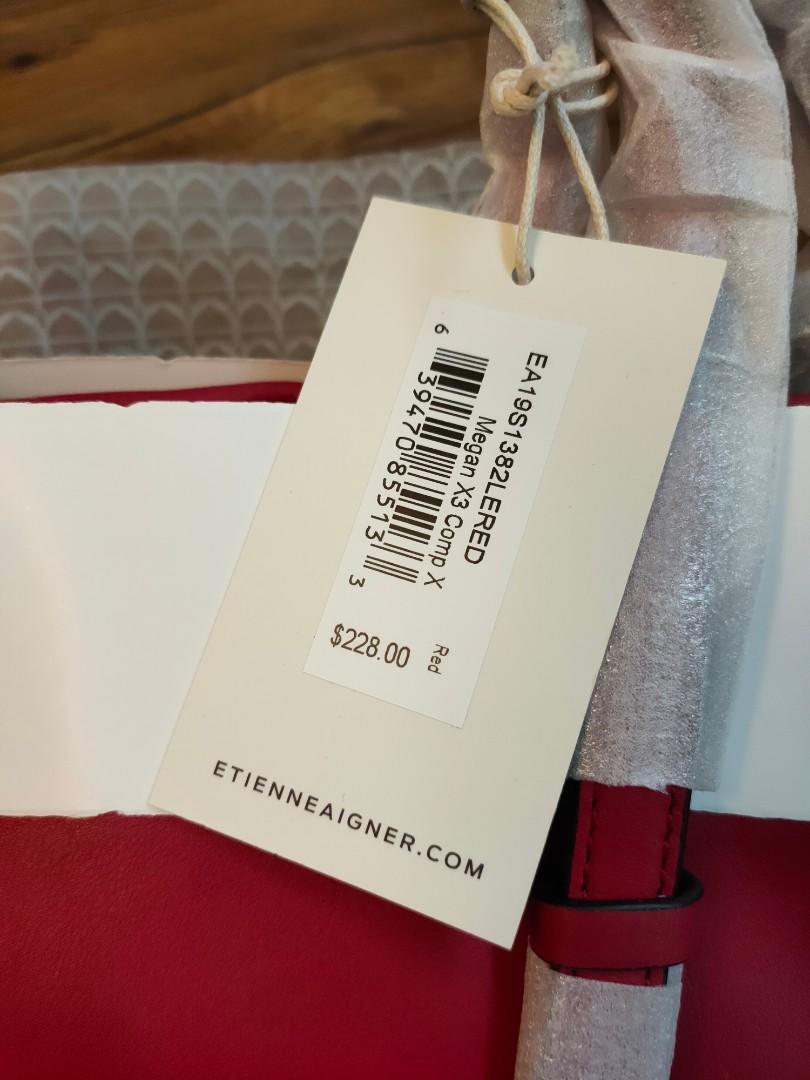 EA19S1382LERED
Megan X3 Comp X
6 39470 85513 3
Red
$228.00
ETIENNEAIGNER.COM